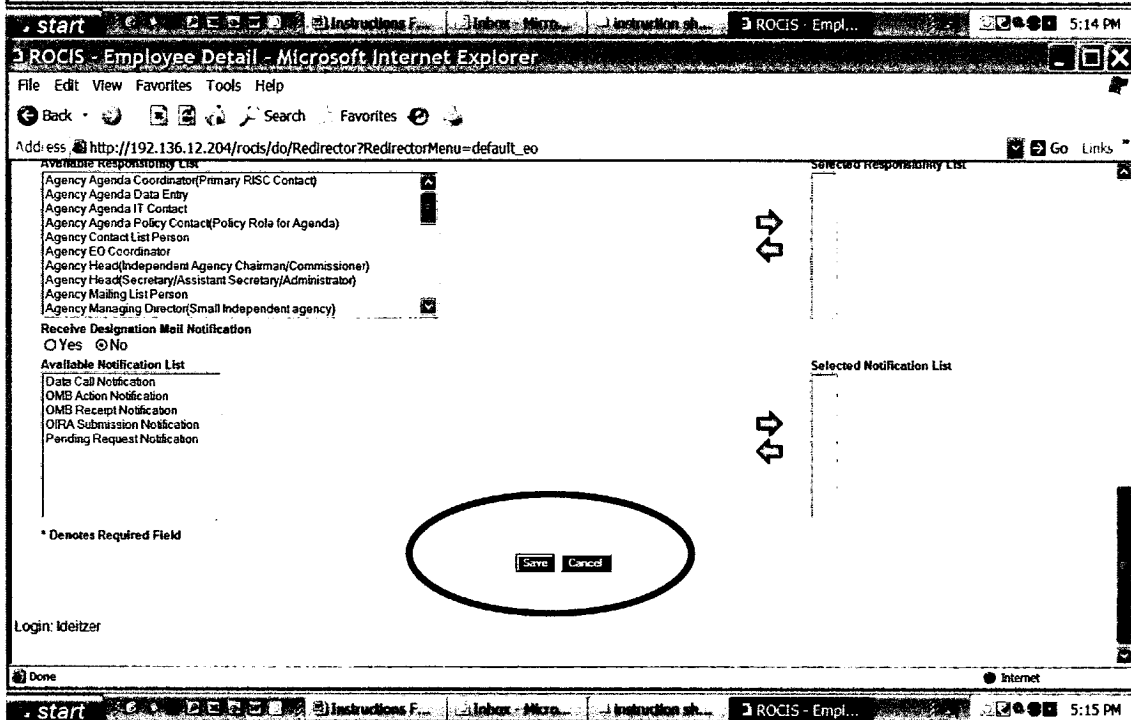 start Instructions F... Inbox - Micro... instruction sh... ROCIS - Empl... 5:14 PM
ROCIS - Employee Detail - Microsoft Internet Explorer
File Edit View Favorites Tools Help
Back Search Favorites
Address http://192.136.12.204/rocis/do/Redirector?RedirectorMenu=default_eo Go Links »
Available Responsibility List Selected Responsibility List
Agency Agenda Coordinator(Primary RISC Contact)
Agency Agenda Data Entry
Agency Agenda IT Contact
Agency Agenda Policy Contact(Policy Role for Agenda)
Agency Contact List Person
Agency EO Coordinator
Agency Head(Independent Agency Chairman/Commissioner)
Agency Head(Secretary/Assistant Secretary/Administrator)
Agency Mailing List Person
Agency Managing Director(Small Independent agency)
Receive Designation Mail Notification
Yes No
Available Notification List Selected Notification List
Data Call Notification
OMB Action Notification
OMB Receipt Notification
OIRA Submission Notification
Pending Request Notification
* Denotes Required Field
Save Cancel
Login: ldeitzer
Done Internet
start Instructions F... Inbox - Micro... instruction sh... ROCIS - Empl... 5:15 PM